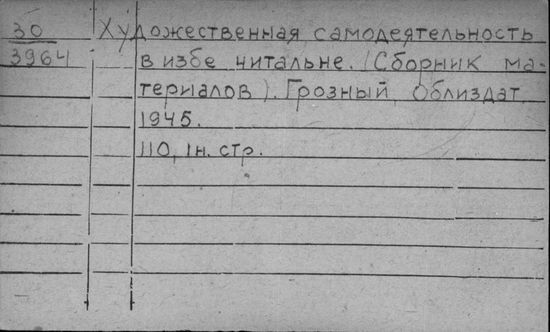 30 Художественная самодеятельность
3964 в избе читальне. (Сборник ма-
териалов). Грозный, Облиздат,
1945.
110, 1н. стр.